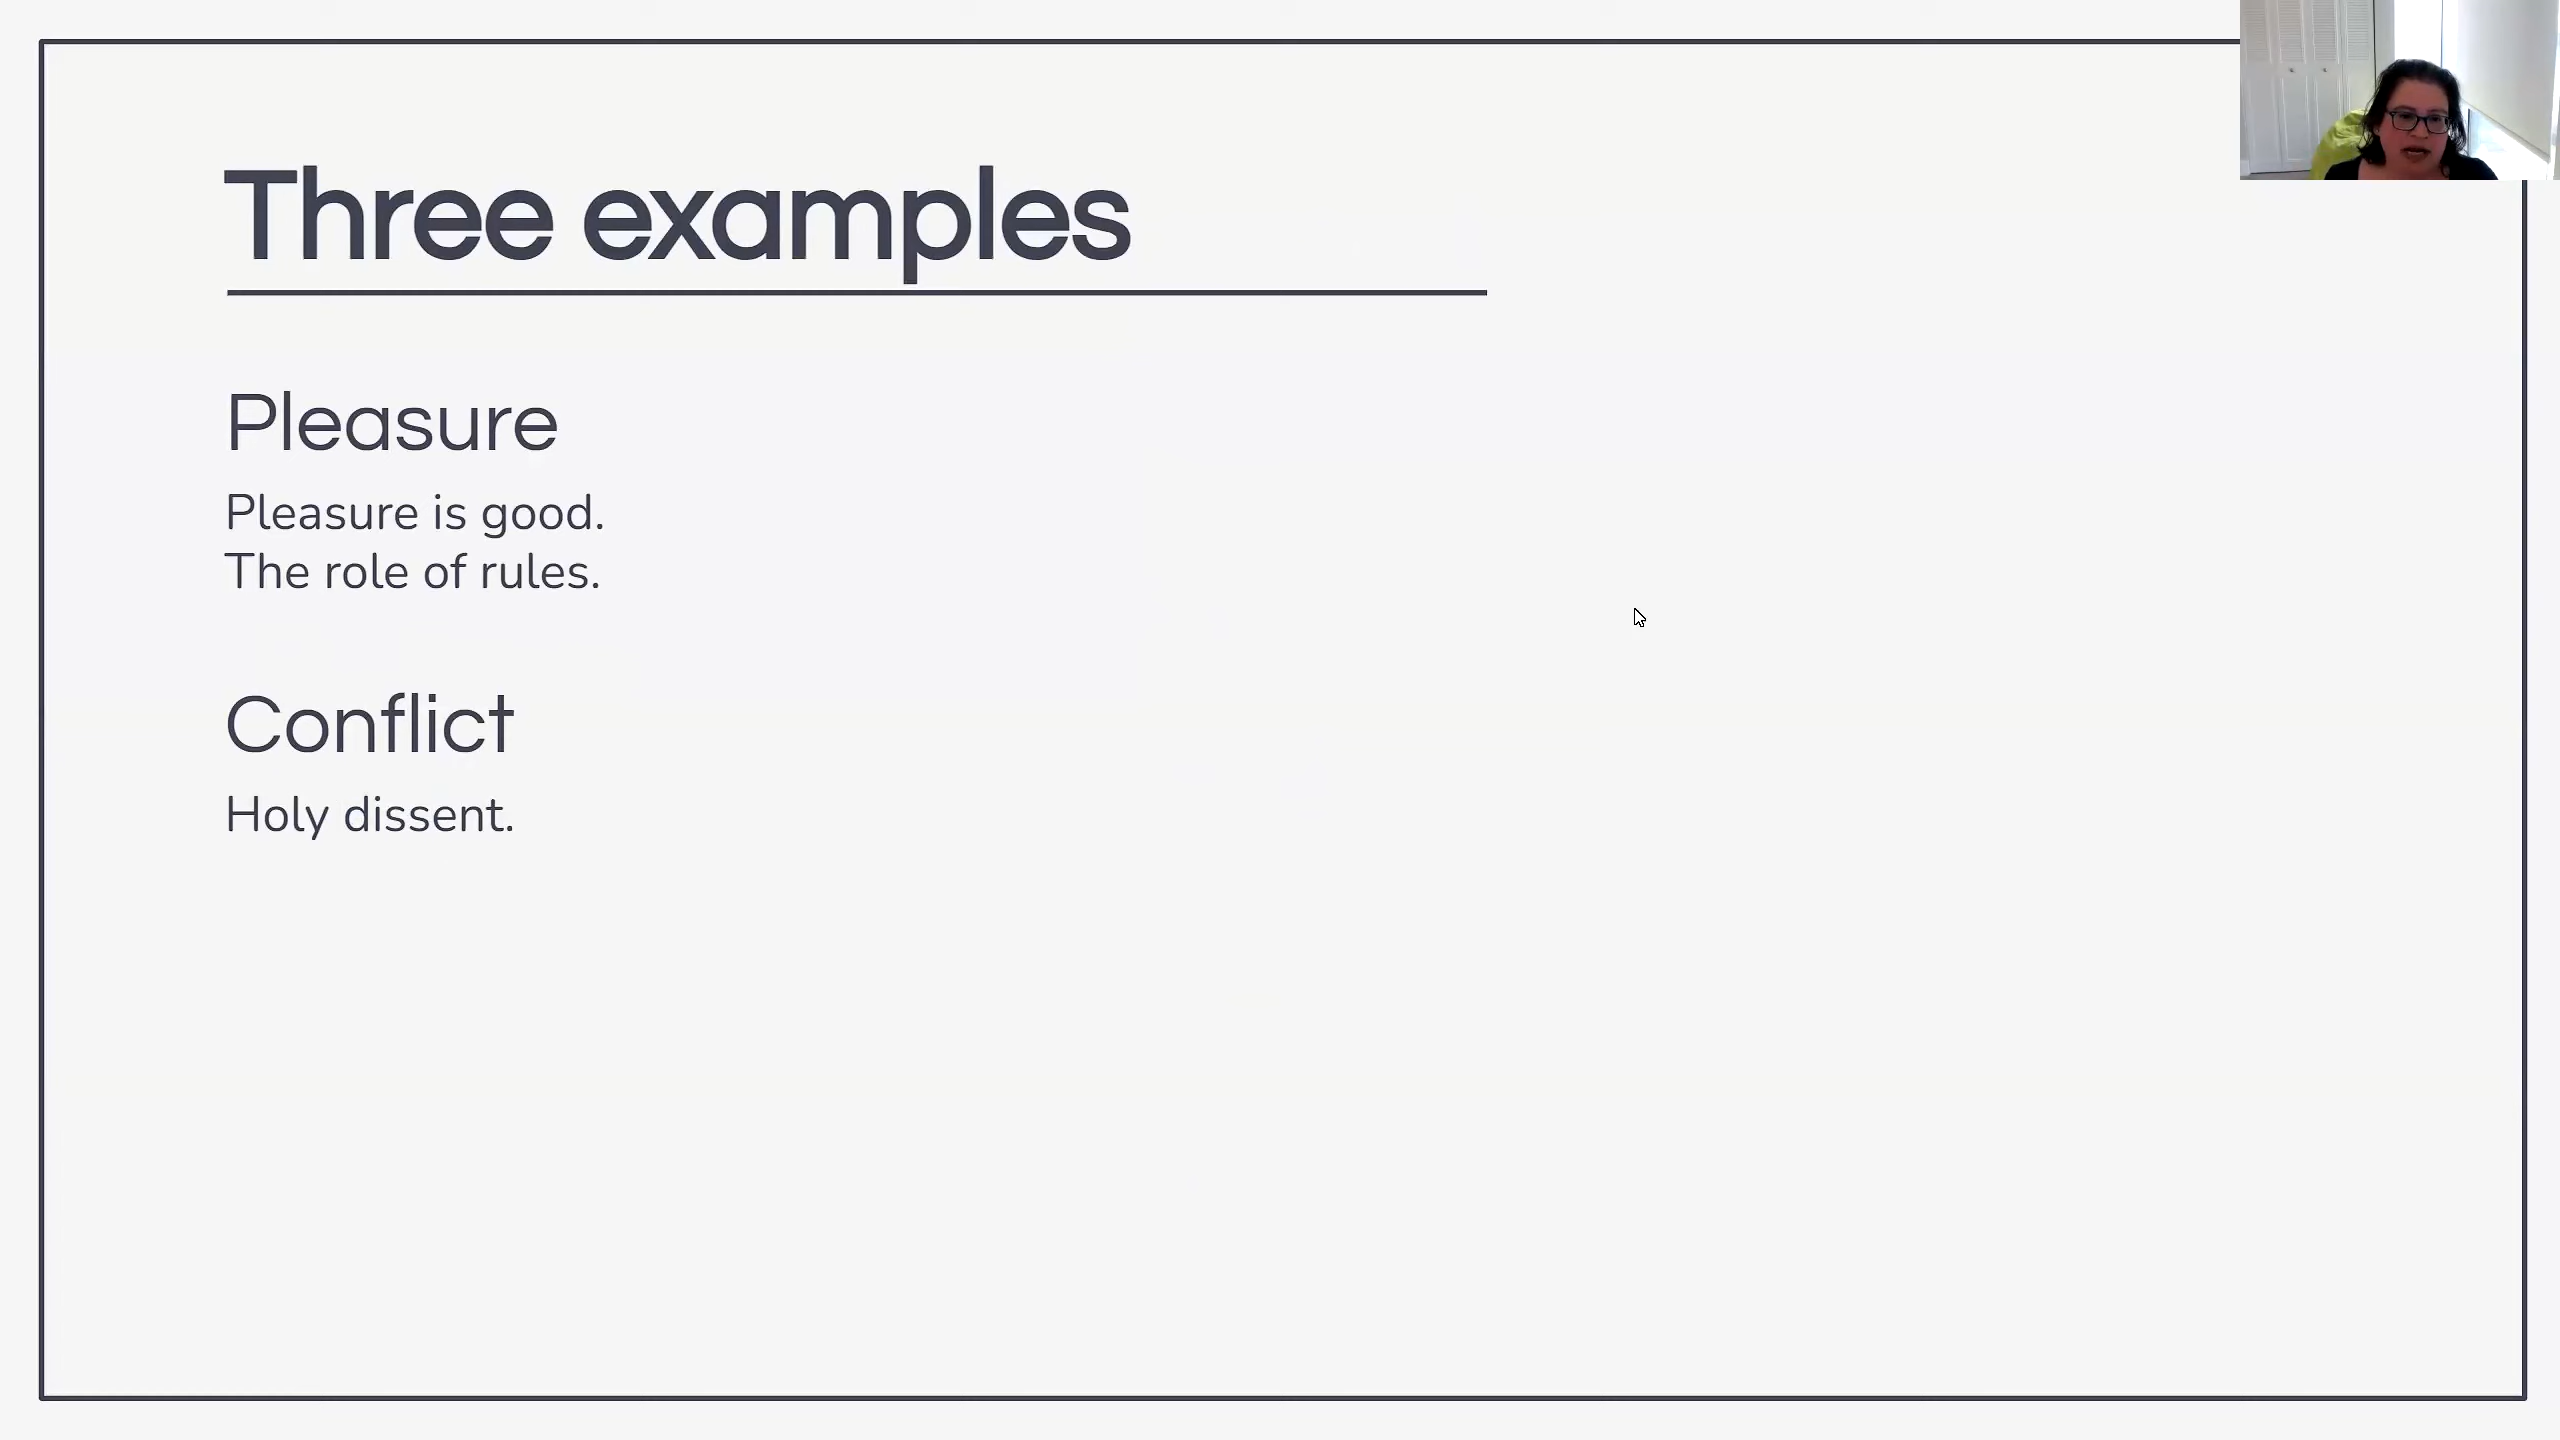 Three examples
Pleasure
Pleasure is good.
The role of rules.
Conflict
Holy dissent.